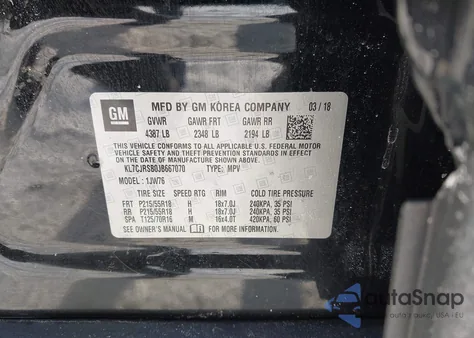 GM
MFD BY GM KOREA COMPANY 03 / 18
GVWR GAWR FRT GAWR RR
4387 LB 2348 LB 2194 LB
THIS VEHICLE CONFORMS TO ALL APPLICABLE U.S. FEDERAL MOTOR
VEHICLE SAFETY, BUMPER, AND THEFT PREVENTION STANDARDS
IN EFFECT ON THE DATE OF MANUFACTURE SHOWN ABOVE.
KL7CJRSB0JB667070 TYPE: MPV
MODEL : 1JW76
TIRE SIZE SPEED RTG RIM COLD TIRE PRESSURE
FRT P215/55R18 H 18x7.0J 240KPA, 35 PSI
RR P215/55R18 H 18x7.0J 240KPA, 35 PSI
SPA T125/70R16 M 16x4.0T 420KPA, 60 PSI
SEE OWNER'S MANUAL FOR MORE INFORMATION
AutoSnap